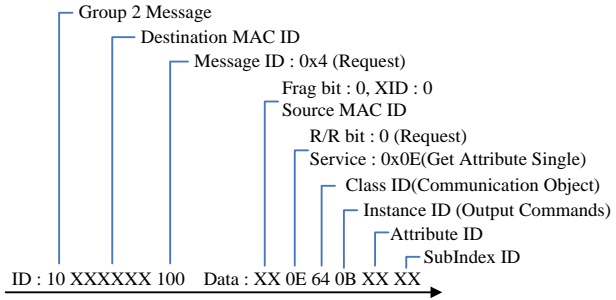 Group 2 Message
Destination MAC ID
Message ID : 0x4 (Request)
Frag bit : 0, XID : 0
Source MAC ID
R/R bit : 0 (Request)
Service : 0x0E(Get Attribute Single)
Class ID(Communication Object)
Instance ID (Output Commands)
Attribute ID
SubIndex ID
ID : 10 XXXXXX 100 Data : XX 0E 64 0B XX XX